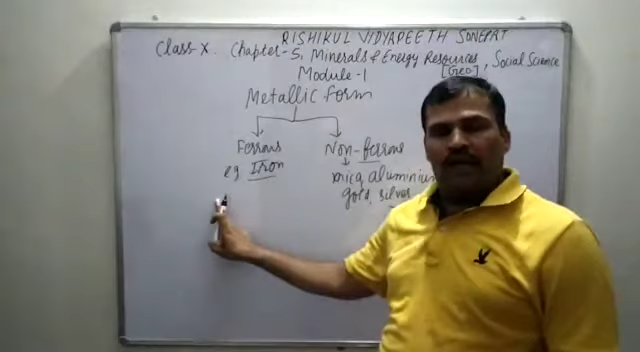 RISHIKUL VIDYAPEETH SONEPAT
Class X. Chapter-5, Minerals & Energy Resources, Social Science
Module-1 [Geo]
Metallic form
Ferrous Non-ferrous
eg Iron mica, aluminium
gold, silver